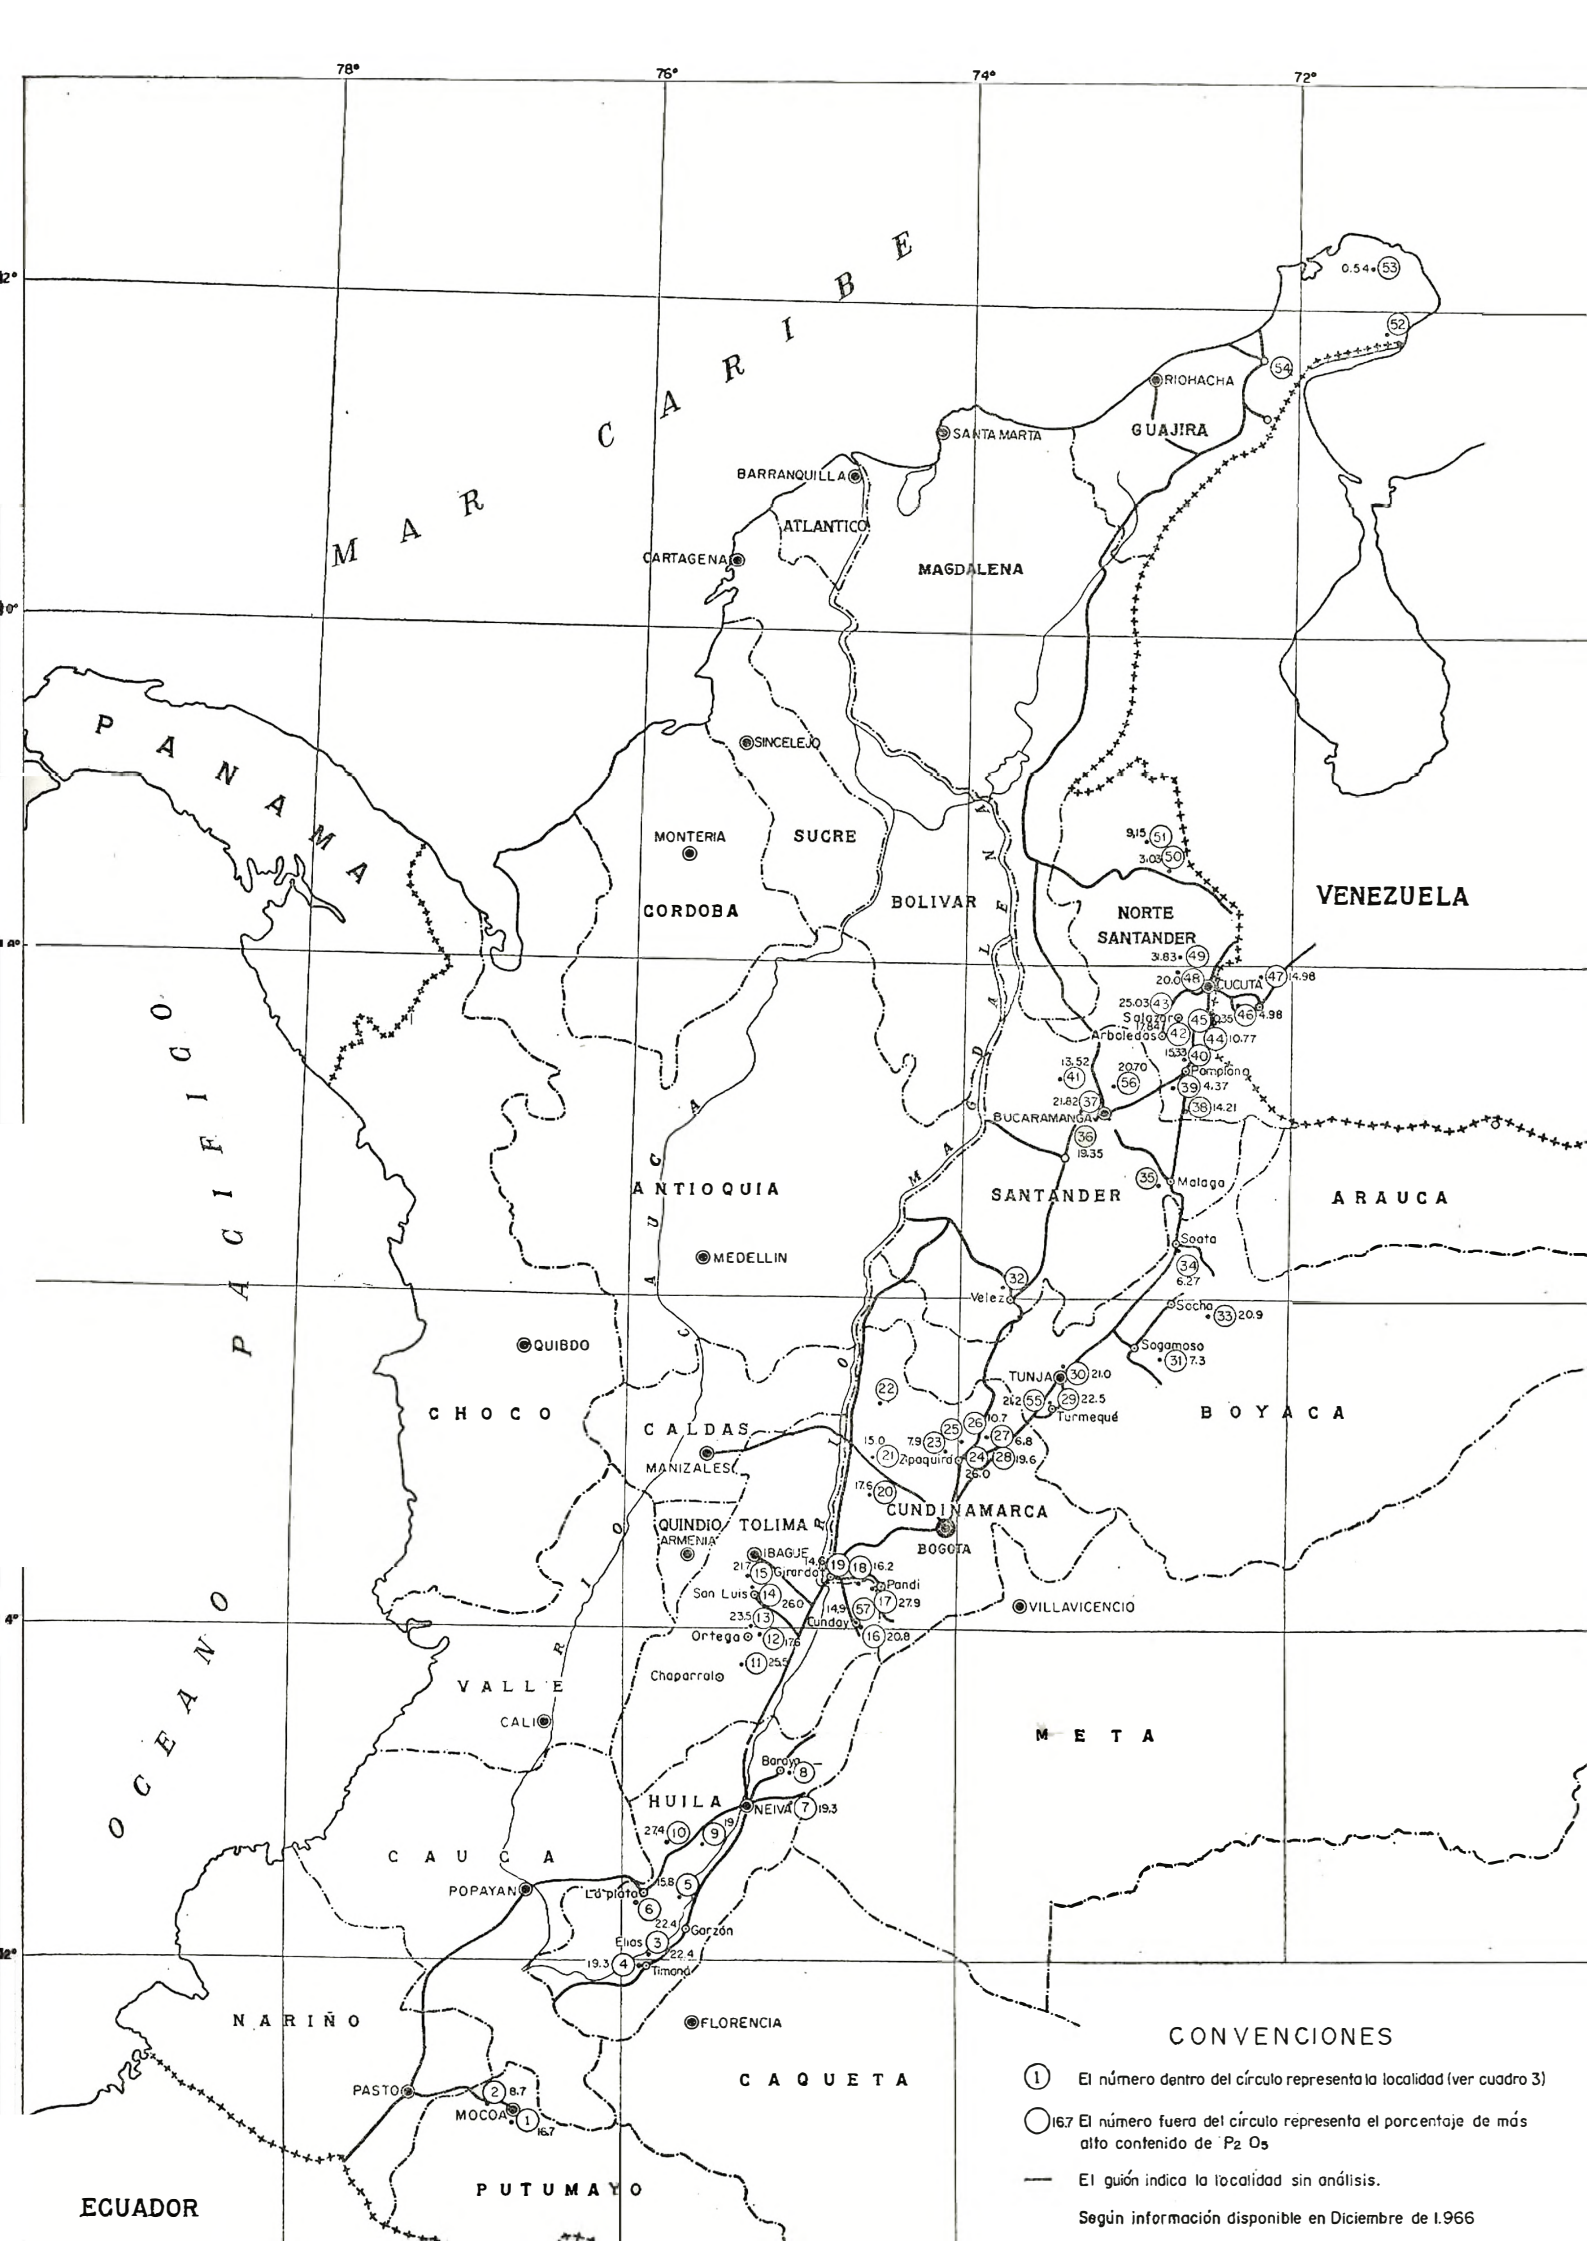 78° 76° 74° 72°
2°
0.54 53
52
54
MAR CARIBE
RIOHACHA
GUAJIRA
SANTA MARTA
BARRANQUILLA
ATLANTICO
CARTAGENA
MAGDALENA
0°
PANAMA
SINCELEJO
MONTERIA
SUCRE
CORDOBA
BOLIVAR
9,15 51
3.03 50
VENEZUELA
NORTE
SANTANDER
8°
31.83 49
20.0 48
CUCUTA
47 14.98
25.03 43
Salazar
45
46 4.98
17.84
Arboledas 42
44 10.77
15.33 40
Pamplona
13.52
41
20.70
56
39 4.37
21.82 37
38 14.21
BUCARAMANGA
36
19.35
OCEANO PACIFICO
RIO CAUCA
RIO MAGDALENA
ANTIOQUIA
SANTANDER
35
Malaga
ARAUCA
MEDELLIN
Soata
34
6.27
32
Velez
Socha
33 20.9
QUIBDO
Sogamoso
31 7.3
TUNJA 30 21.0
22
21.2 55 29 22.5
Turmequé
CHOCO
BOYACA
CALDAS
MANIZALES
25 26 10.7
7.9 23
27 6.8
15.0
21
Zipaquirá 24 28 19.6
26.0
17.6 20
CUNDINAMARCA
BOGOTA
QUINDIO
ARMENIA
TOLIMA
IBAGUE
21.7 15
14.6 19 18 16.2
Girardot
Pandi
San Luis 14
26.0
17
27.9
14.9 57
23.5 13
Cunday
4°
VILLAVICENCIO
Ortega 12 17.6
16 20.8
11 25.5
Chaparral
VALLE
CALI
META
Baraya
8 —
HUILA
NEIVA 7 19.3
27.4 10 9 19
CAUCA
POPAYAN
15.8 5
La plata
6
22.4
Garzón
Elias 3
22.4
19.3 4
Timaná
2°
NARIÑO
FLORENCIA
CAQUETA
PASTO
2 8.7
MOCOA 1
16.7
PUTUMAYO
ECUADOR
CONVENCIONES
1 El número dentro del círculo representa la localidad (ver cuadro 3)
16.7 El número fuera del círculo representa el porcentaje de más
alto contenido de P2 O5
— El guión indica la localidad sin análisis.
Según información disponible en Diciembre de 1.966